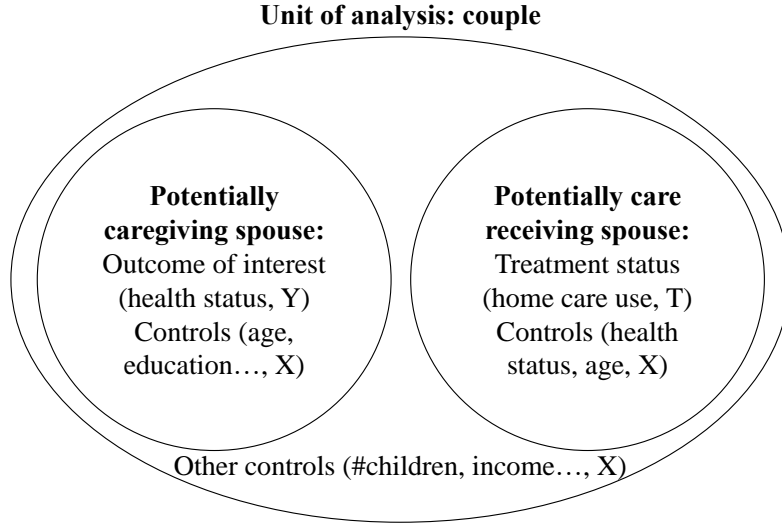 Unit of analysis: couple
Potentially
caregiving spouse:
Outcome of interest
(health status, Y)
Controls (age,
education…, X)
Potentially care
receiving spouse:
Treatment status
(home care use, T)
Controls (health
status, age, X)
Other controls (#children, income…, X)